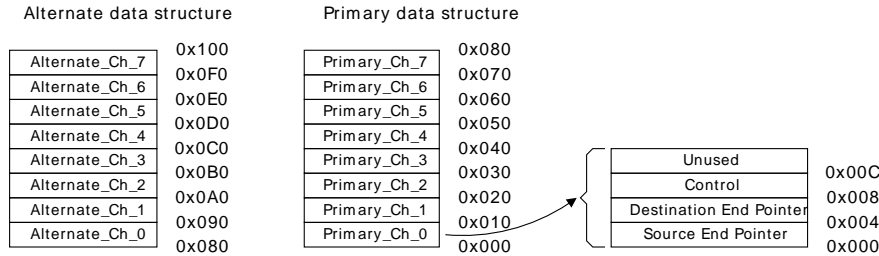 Alternate data structure
Primary data structure
0x100
Alternate_Ch_7
0x0F0
Alternate_Ch_6
0x0E0
Alternate_Ch_5
0x0D0
Alternate_Ch_4
0x0C0
Alternate_Ch_3
0x0B0
Alternate_Ch_2
0x0A0
Alternate_Ch_1
0x090
Alternate_Ch_0
0x080
0x080
Primary_Ch_7
0x070
Primary_Ch_6
0x060
Primary_Ch_5
0x050
Primary_Ch_4
0x040
Primary_Ch_3
0x030
Primary_Ch_2
0x020
Primary_Ch_1
0x010
Primary_Ch_0
0x000
Unused
0x00C
Control
0x008
Destination End Pointer
0x004
Source End Pointer
0x000